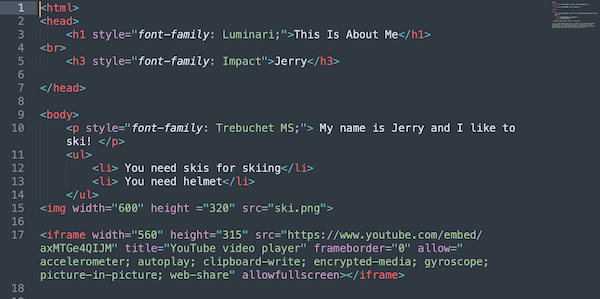 1 <html>
2 <head>
3 <h1 style="font-family: Luminari;">This Is About Me</h1>
4 <br>
5 <h3 style="font-family: Impact">Jerry</h3>
6
7 </head>
8
9 <body>
10 <p style="font-family: Trebuchet MS;"> My name is Jerry and I like to
ski! </p>
11 <ul>
12 <li> You need skis for skiing</li>
13 <li> You need helmet</li>
14 </ul>
15 <img width="600" height ="320" src="ski.png">
16
17 <iframe width="560" height="315" src="https://www.youtube.com/embed/
axMTGe4QIJM" title="YouTube video player" frameborder="0" allow="
accelerometer; autoplay; clipboard-write; encrypted-media; gyroscope;
picture-in-picture; web-share" allowfullscreen></iframe>
18